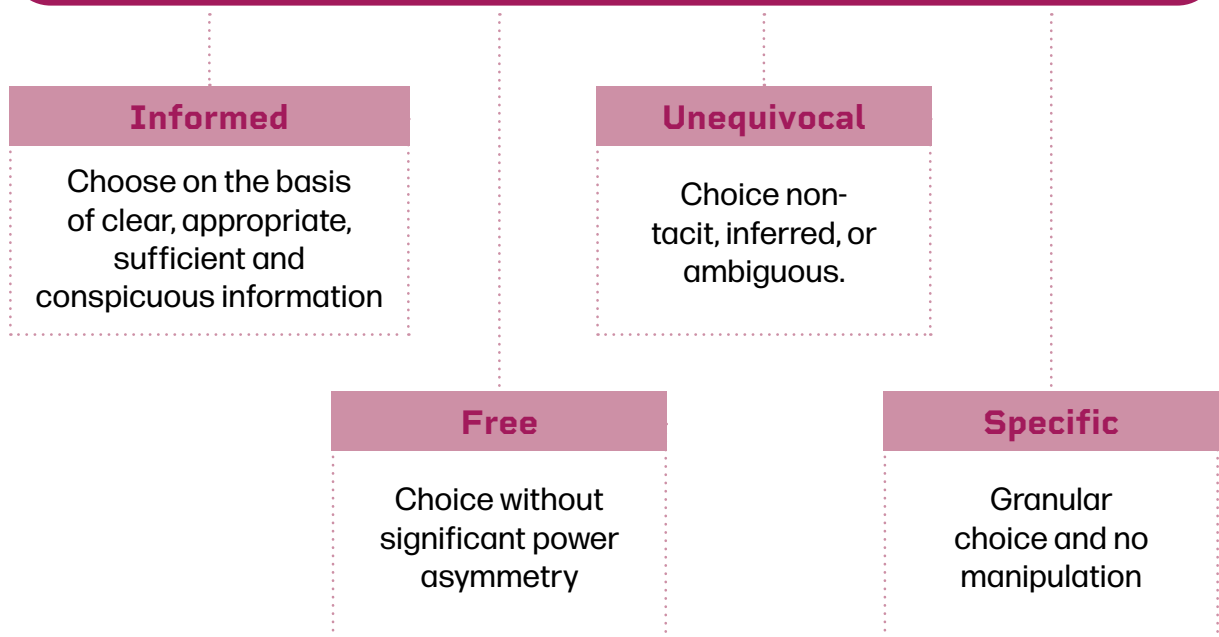 Informed
Choose on the basis
of clear, appropriate,
sufficient and
conspicuous information
Unequivocal
Choice non-
tacit, inferred, or
ambiguous.
Free
Choice without
significant power
asymmetry
Specific
Granular
choice and no
manipulation